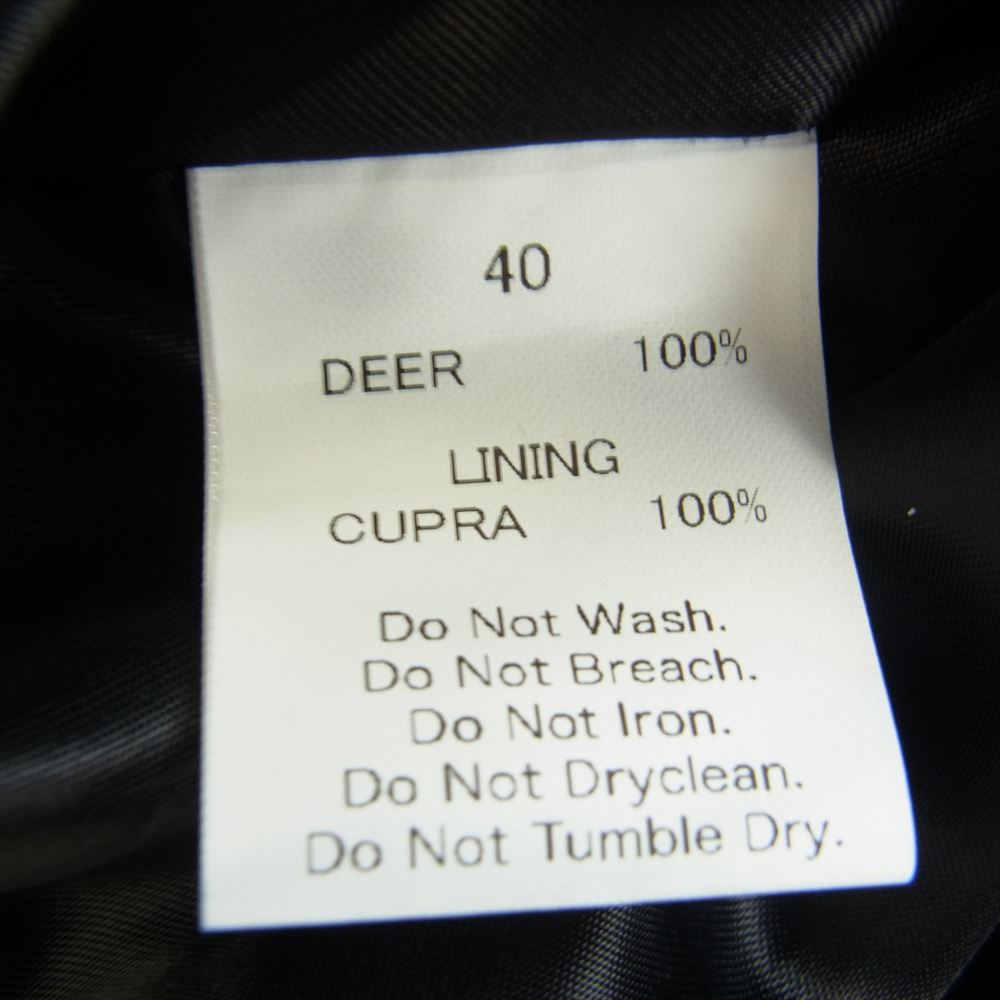 40
DEER 100%
LINING
CUPRA 100%
Do Not Wash.
Do Not Breach.
Do Not Iron.
Do Not Dryclean.
Do Not Tumble Dry.